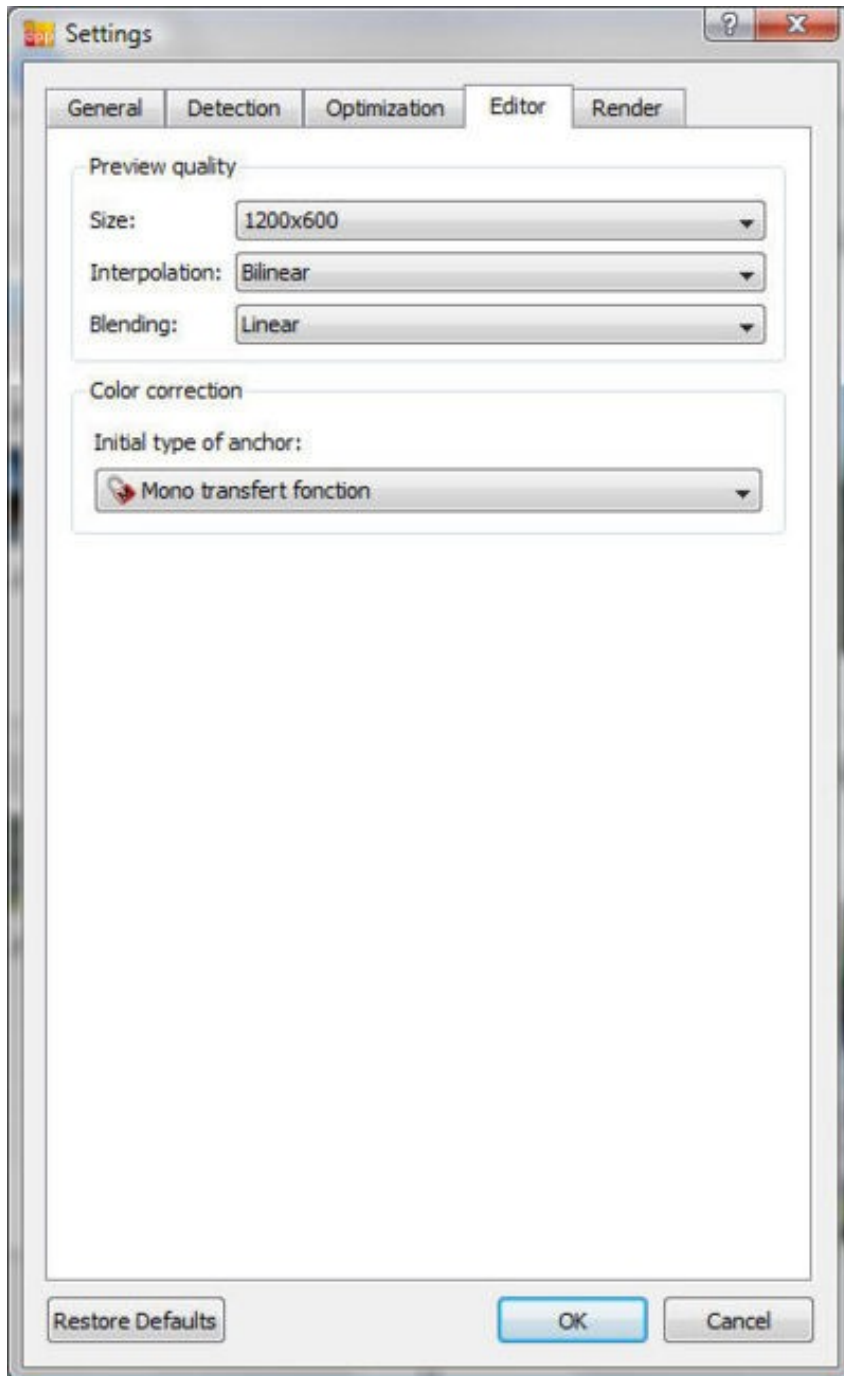 Settings
General Detection Optimization Editor Render
Preview quality
Size: 1200x600
Interpolation: Bilinear
Blending: Linear
Color correction
Initial type of anchor:
Mono transfert fonction
Restore Defaults OK Cancel